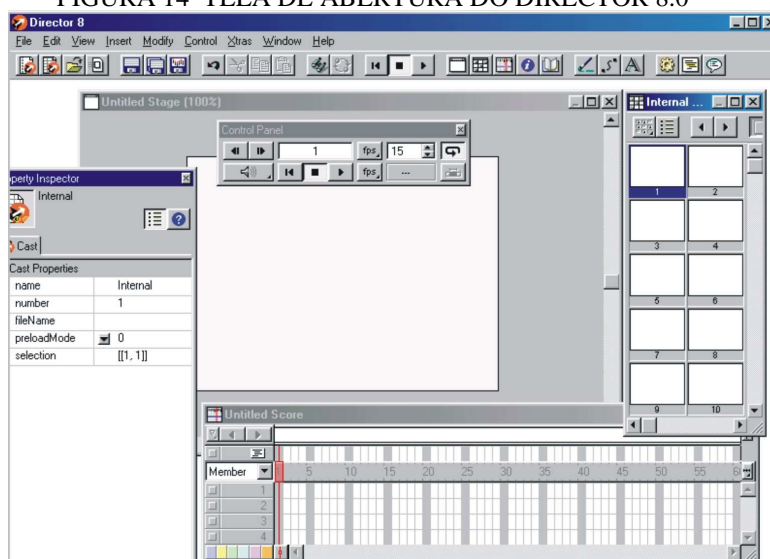 FIGURA 14 TELA DE ABERTURA DO DIRECTOR 8.0
Director 8
File Edit View Insert Modify Control Xtras Window Help
Untitled Stage (100%)
Internal ...
Control Panel
1 fps 15
fps ---
operty Inspector
Internal
Cast
Cast Properties
name Internal
number 1
fileName
preloadMode 0
selection [[1, 1]]
1 2
3 4
5 6
7 8
9 10
Untitled Score
Member 5 10 15 20 25 30 35 40 45 50 55
1
2
3
4